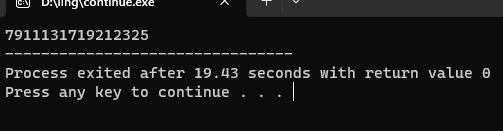 D:\ling\continue.exe
7911131719212325
--------------------------------
Process exited after 19.43 seconds with return value 0
Press any key to continue . . .